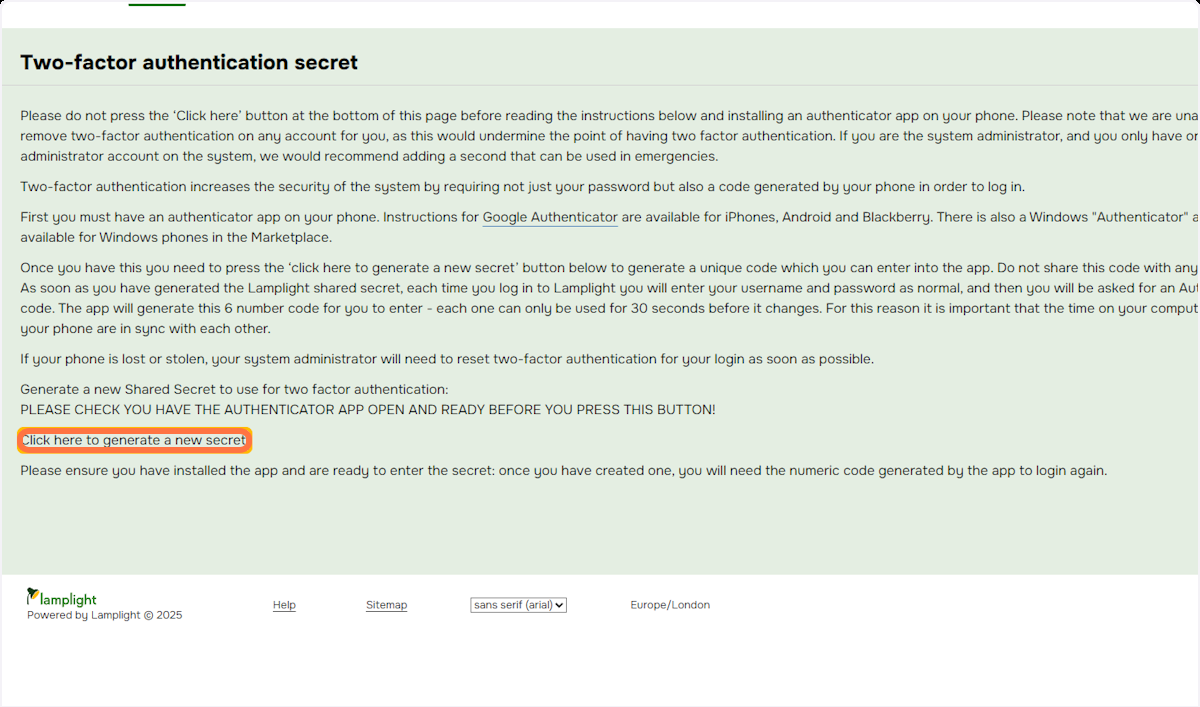 Two-factor authentication secret
Please do not press the ‘Click here’ button at the bottom of this page before reading the instructions below and installing an authenticator app on your phone. Please note that we are una
remove two-factor authentication on any account for you, as this would undermine the point of having two factor authentication. If you are the system administrator, and you only have or
administrator account on the system, we would recommend adding a second that can be used in emergencies.
Two-factor authentication increases the security of the system by requiring not just your password but also a code generated by your phone in order to log in.
First you must have an authenticator app on your phone. Instructions for Google Authenticator are available for iPhones, Android and Blackberry. There is also a Windows "Authenticator" a
available for Windows phones in the Marketplace.
Once you have this you need to press the ‘click here to generate a new secret’ button below to generate a unique code which you can enter into the app. Do not share this code with any
As soon as you have generated the Lamplight shared secret, each time you log in to Lamplight you will enter your username and password as normal, and then you will be asked for an Aut
code. The app will generate this 6 number code for you to enter - each one can only be used for 30 seconds before it changes. For this reason it is important that the time on your comput
your phone are in sync with each other.
If your phone is lost or stolen, your system administrator will need to reset two-factor authentication for your login as soon as possible.
Generate a new Shared Secret to use for two factor authentication:
PLEASE CHECK YOU HAVE THE AUTHENTICATOR APP OPEN AND READY BEFORE YOU PRESS THIS BUTTON!
Click here to generate a new secret
Please ensure you have installed the app and are ready to enter the secret: once you have created one, you will need the numeric code generated by the app to login again.
lamplight
Powered by Lamplight © 2025
Help
Sitemap
sans serif (arial)
Europe/London